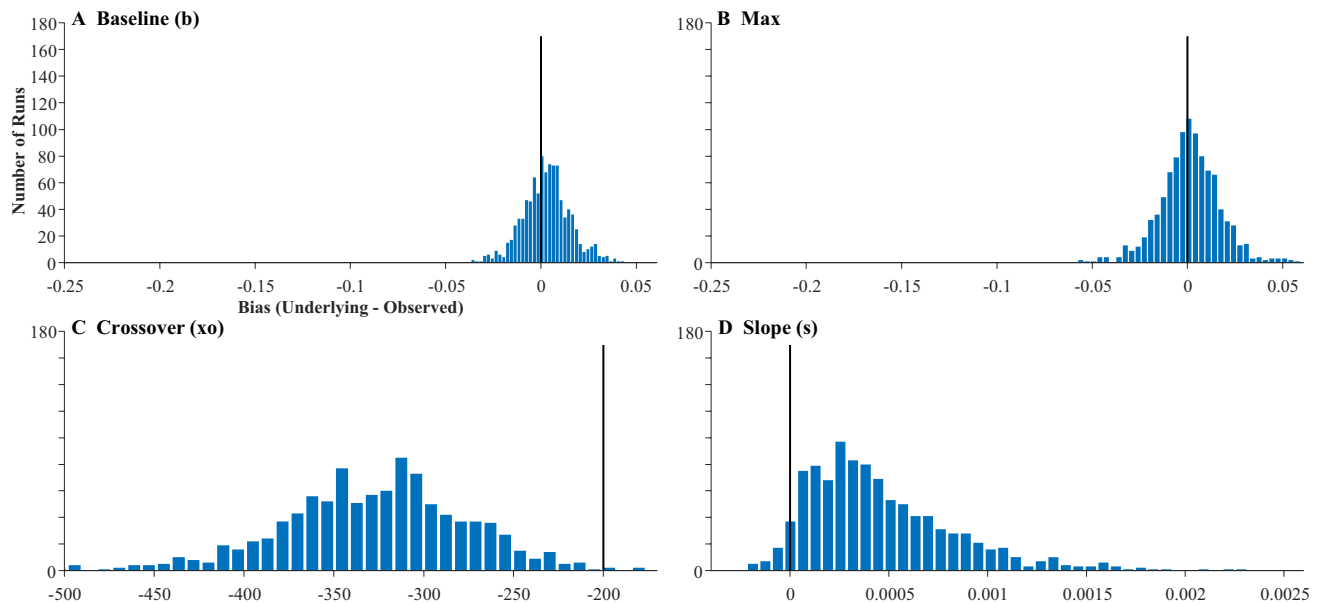 A Baseline (b)
180
160
140
120
100
80
60
40
20
0
Number of Runs
-0.25 -0.2 -0.15 -0.1 -0.05 0 0.05
Bias (Underlying - Observed)
B Max
180
0
-0.25 -0.2 -0.15 -0.1 -0.05 0 0.05
C Crossover (xo)
180
0
-500 -450 -400 -350 -300 -250 -200
D Slope (s)
180
0
0 0.0005 0.001 0.0015 0.002 0.0025